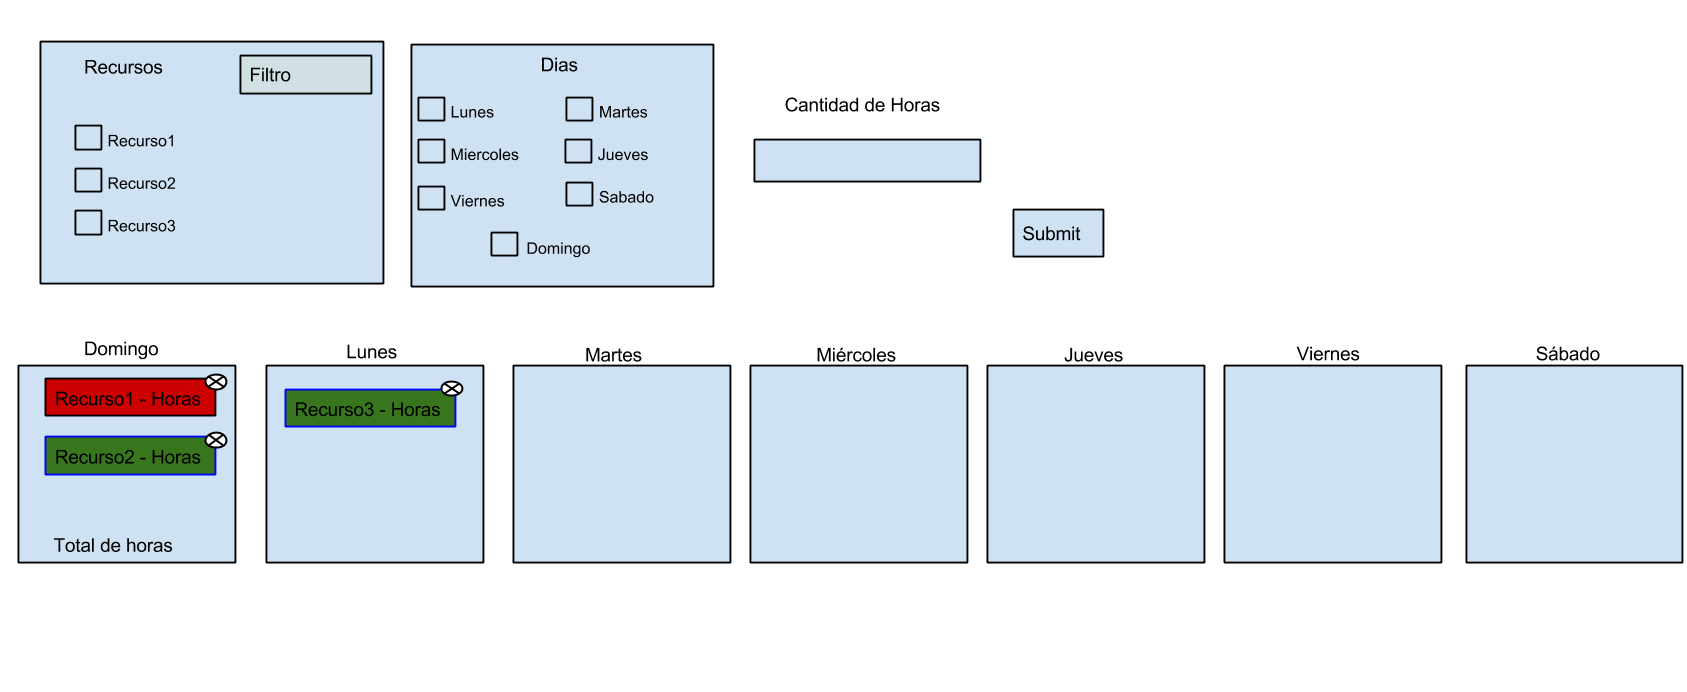 Recursos
Filtro
Recurso1
Recurso2
Recurso3
Dias
Lunes
Martes
Miercoles
Jueves
Viernes
Sabado
Domingo
Cantidad de Horas
Submit
Domingo
Recurso1 - Horas
Recurso2 - Horas
Total de horas
Lunes
Recurso3 - Horas
Martes
Miércoles
Jueves
Viernes
Sábado